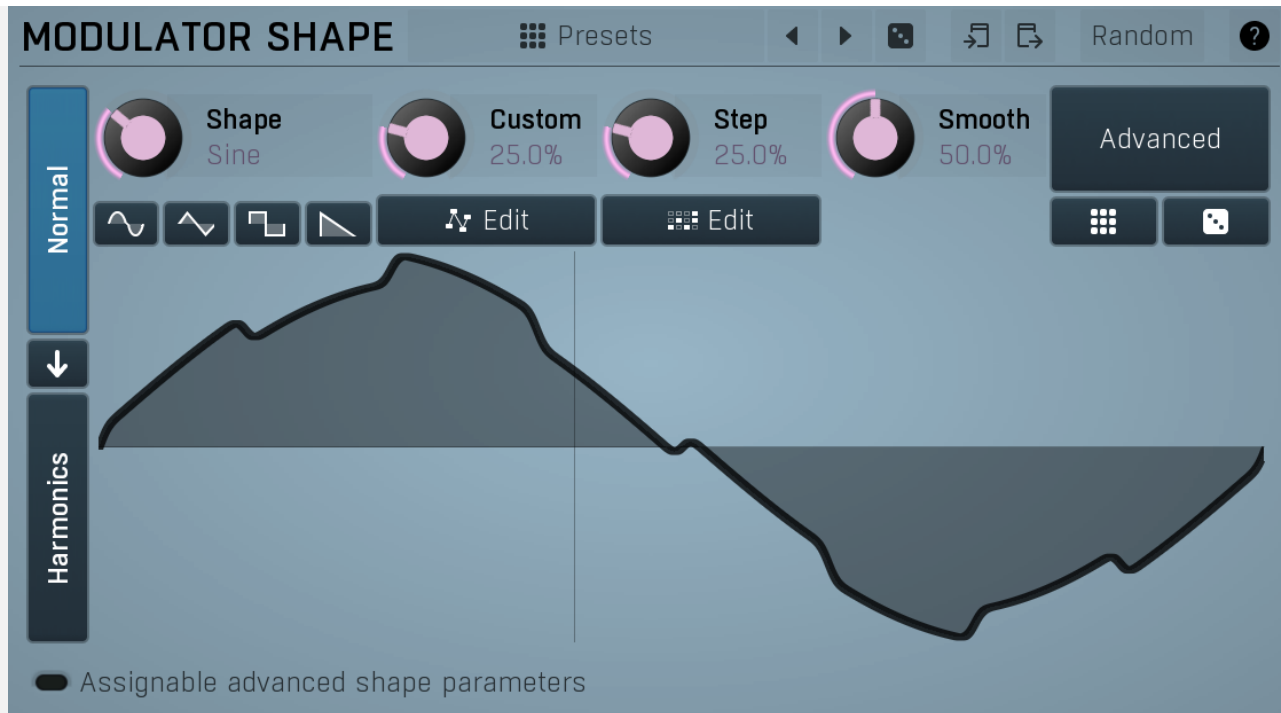 MODULATOR SHAPE
Presets
Random
?
Normal
Harmonics
Shape
Sine
Custom
25.0%
Step
25.0%
Smooth
50.0%
Advanced
Edit
Edit
Assignable advanced shape parameters